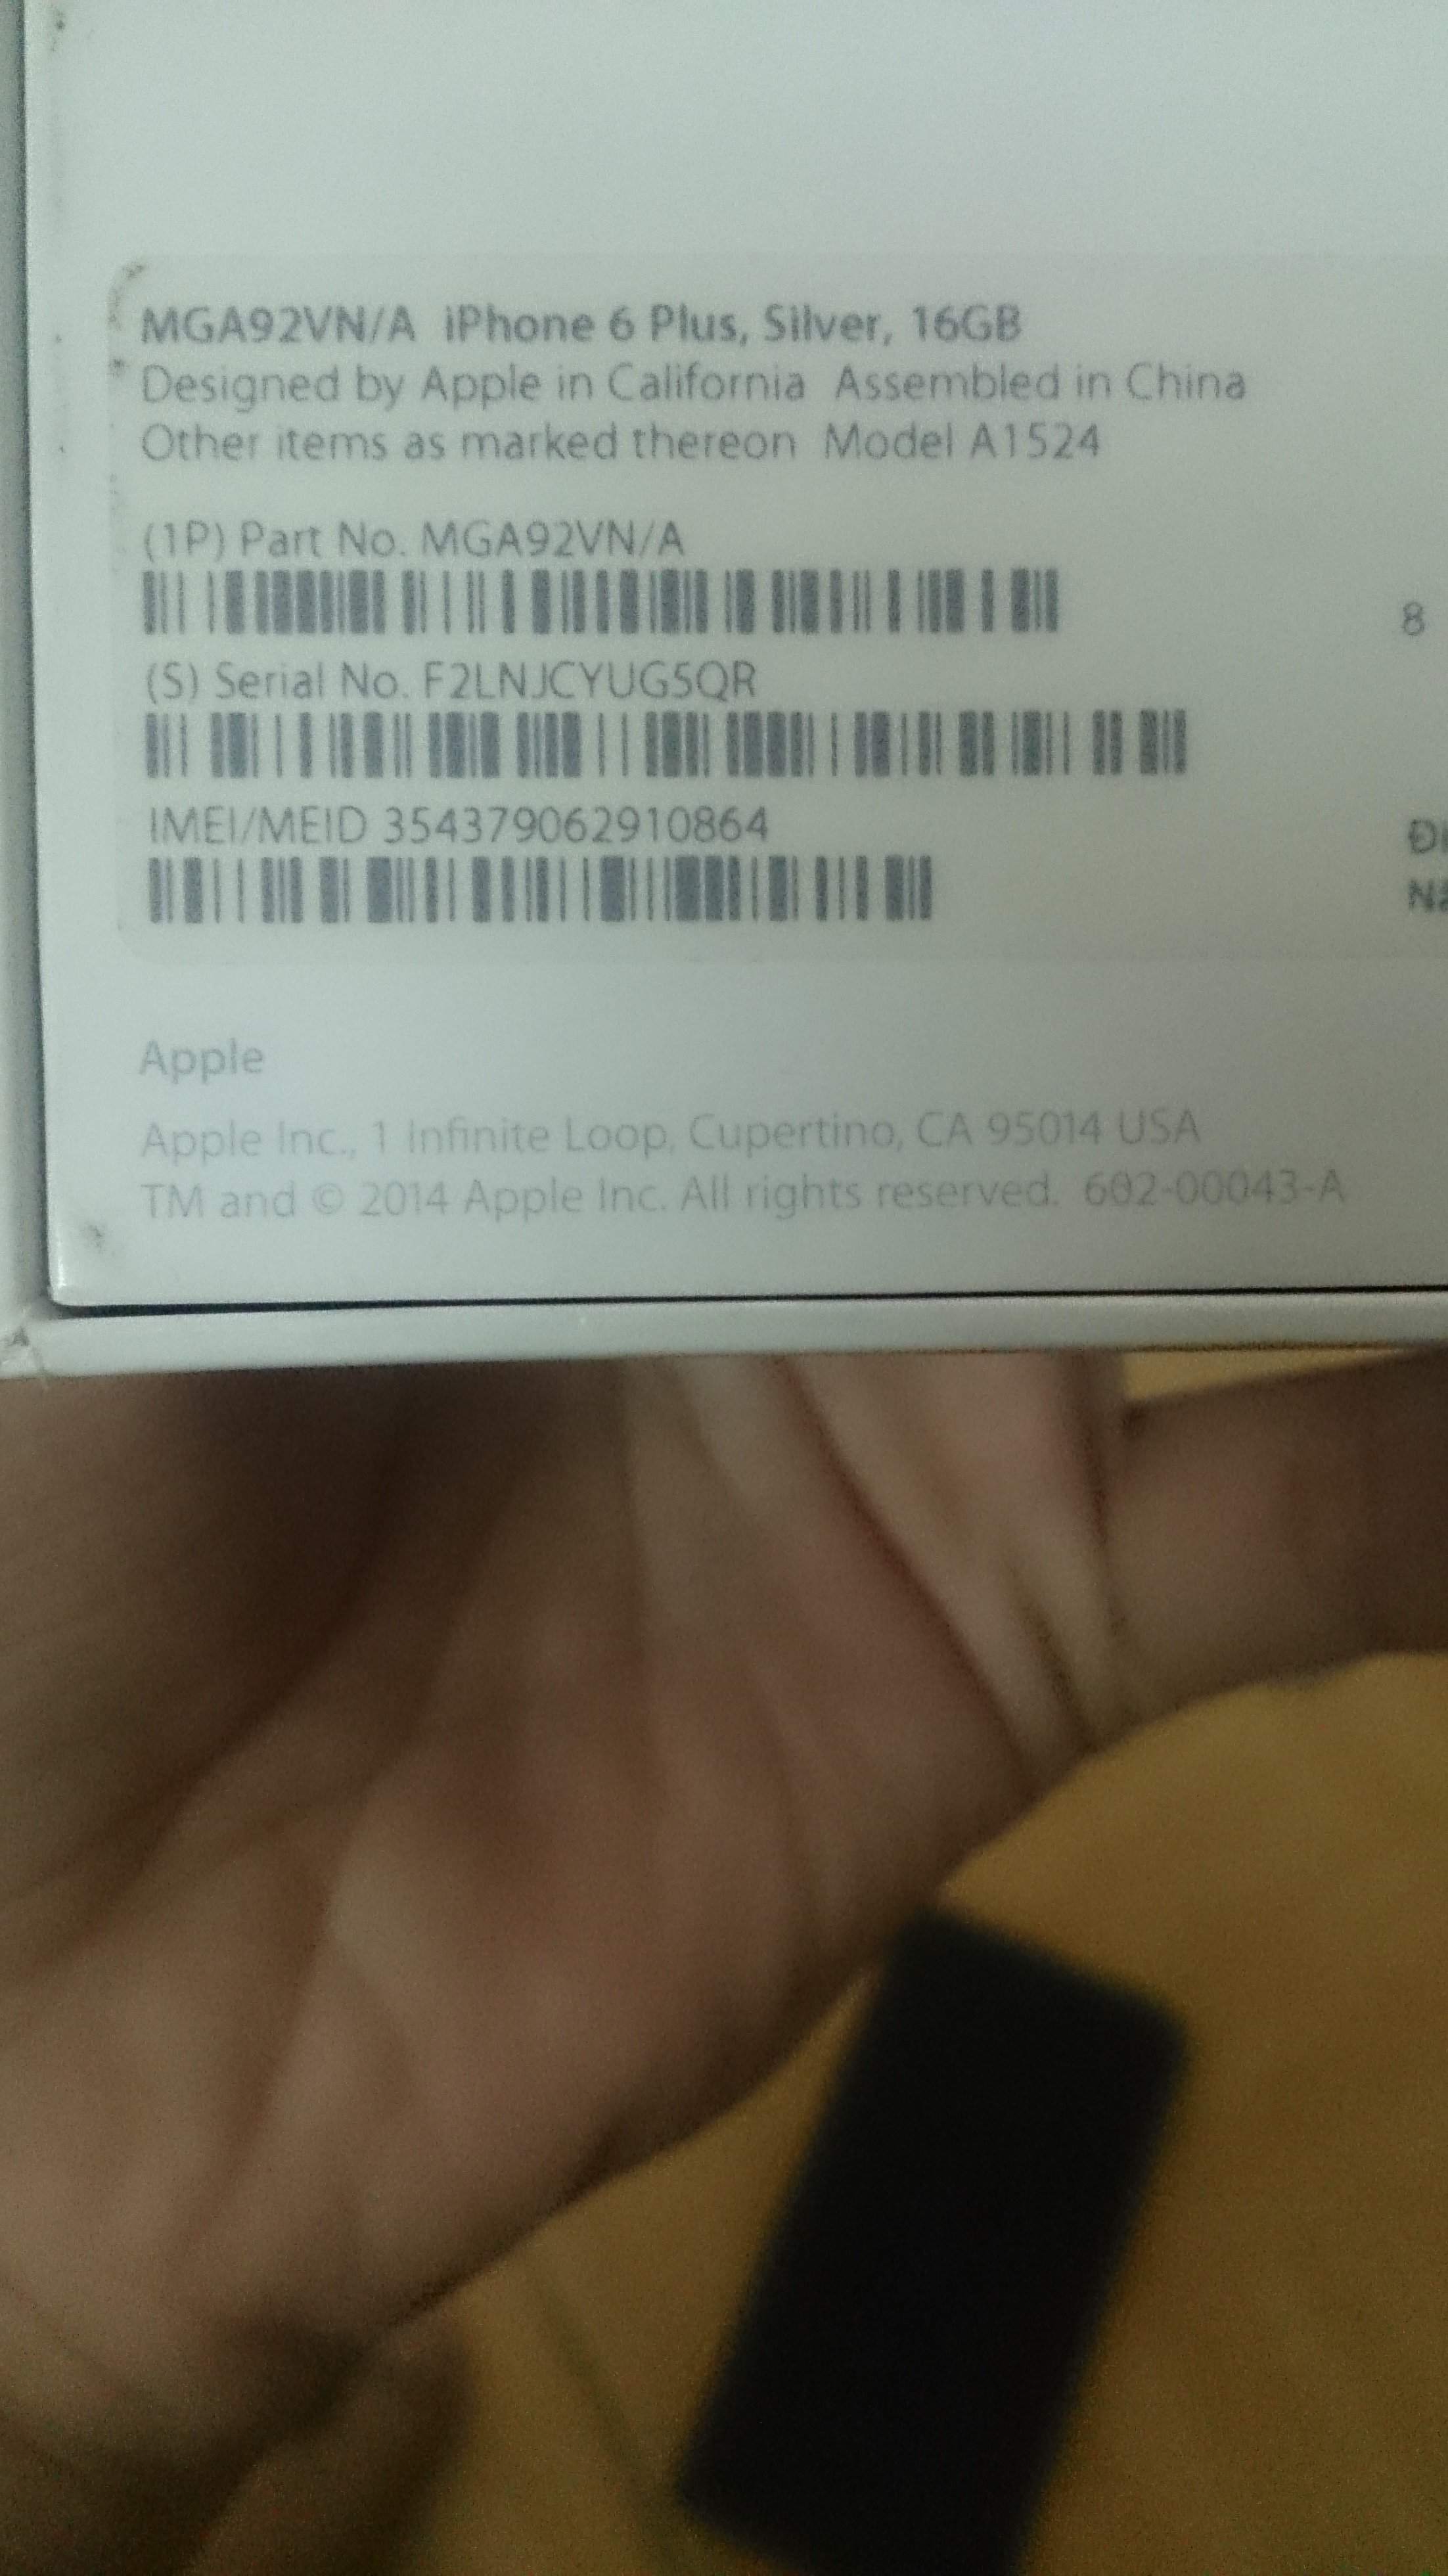 MGA92VN/A iPhone 6 Plus, Silver, 16GB
Designed by Apple in California Assembled in China
Other items as marked thereon Model A1524
(1P) Part No. MGA92VN/A
8
(S) Serial No. F2LNJCYUG5QR
IMEI/MEID 354379062910864
Apple
Apple Inc., 1 Infinite Loop, Cupertino, CA 95014 USA
TM and © 2014 Apple Inc. All rights reserved. 602-00043-A